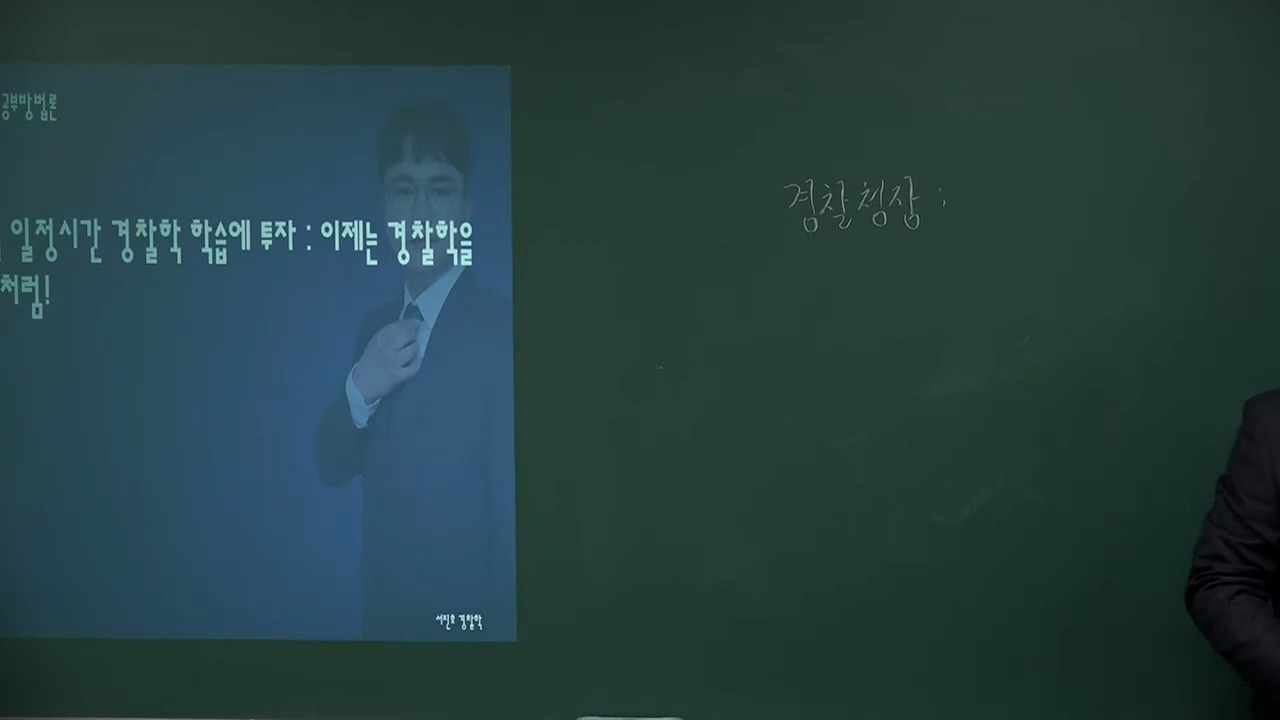 공부방법론
일정시간 경찰학 학습에 투자 : 이제는 경찰학을
처럼!
경찰청장 :
서진호 경찰학